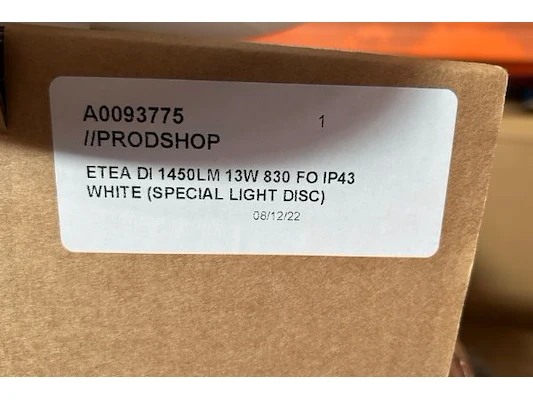 A0093775 1
//PRODSHOP
ETEA DI 1450LM 13W 830 FO IP43
WHITE (SPECIAL LIGHT DISC)
08/12/22